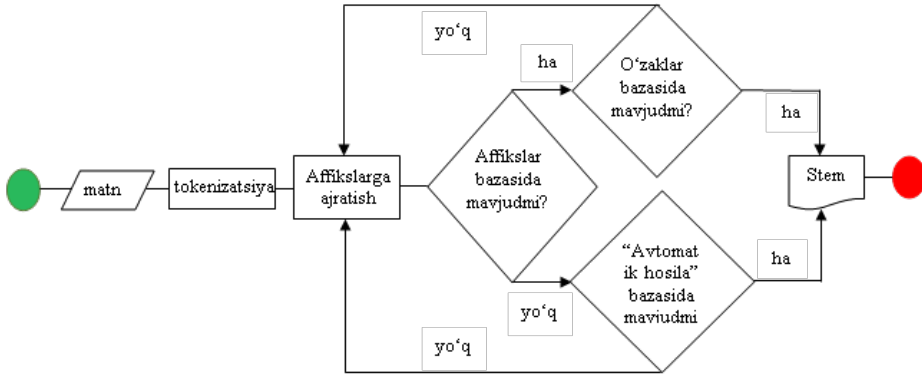 yo‘q
ha
O‘zaklar
bazasida
mavjudmi?
ha
matn
tokenizatsiya
Affikslarga
ajratish
Affikslar
bazasida
mavjudmi?
Stem
“Avtomat
ik hosila”
bazasida
mavjudmi
ha
yo‘q
yo‘q